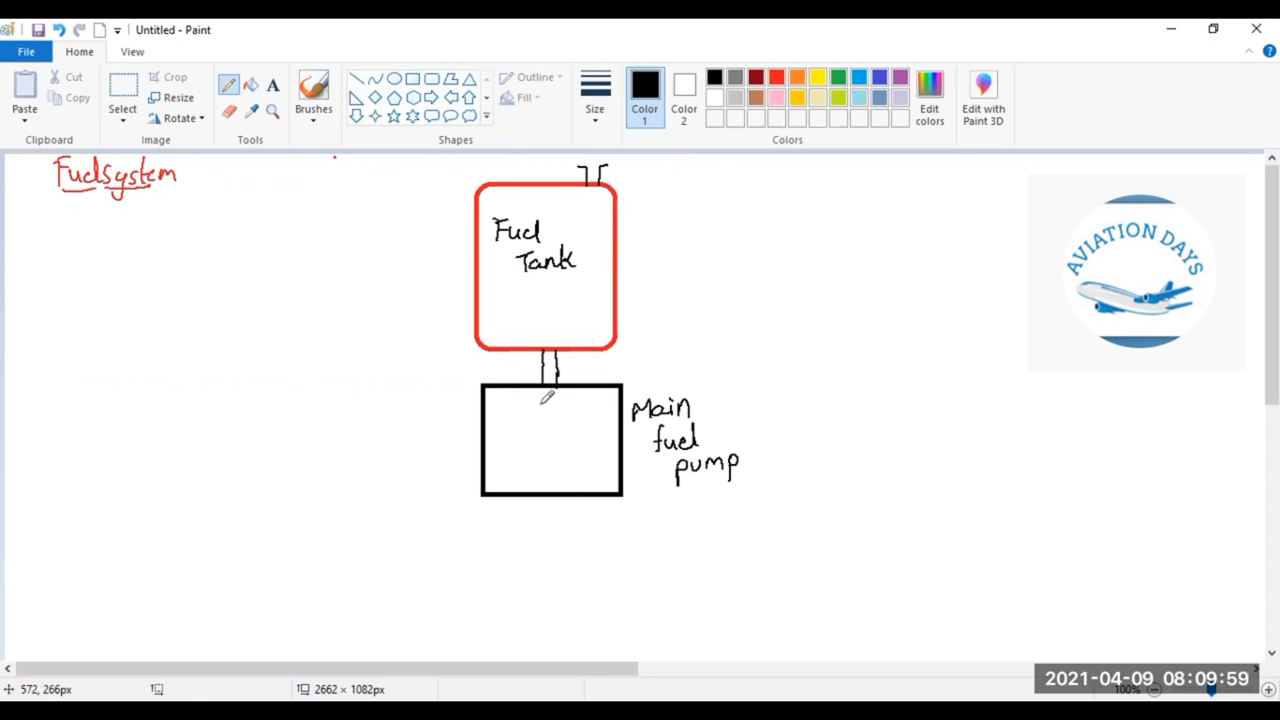 Untitled - Paint
File Home View
Paste
Cut
Copy
Clipboard
Select
Crop
Resize
Rotate
Image
A
Tools
Brushes
Shapes
Outline
Fill
Size
Color 1
Color 2
Edit colors
Colors
Edit with Paint 3D
Fuelsystem
Fuel
Tank
Main
fuel
pump
AVIATION DAYS
572, 266px
2662 × 1082px
100%
2021-04-09 08:09:59